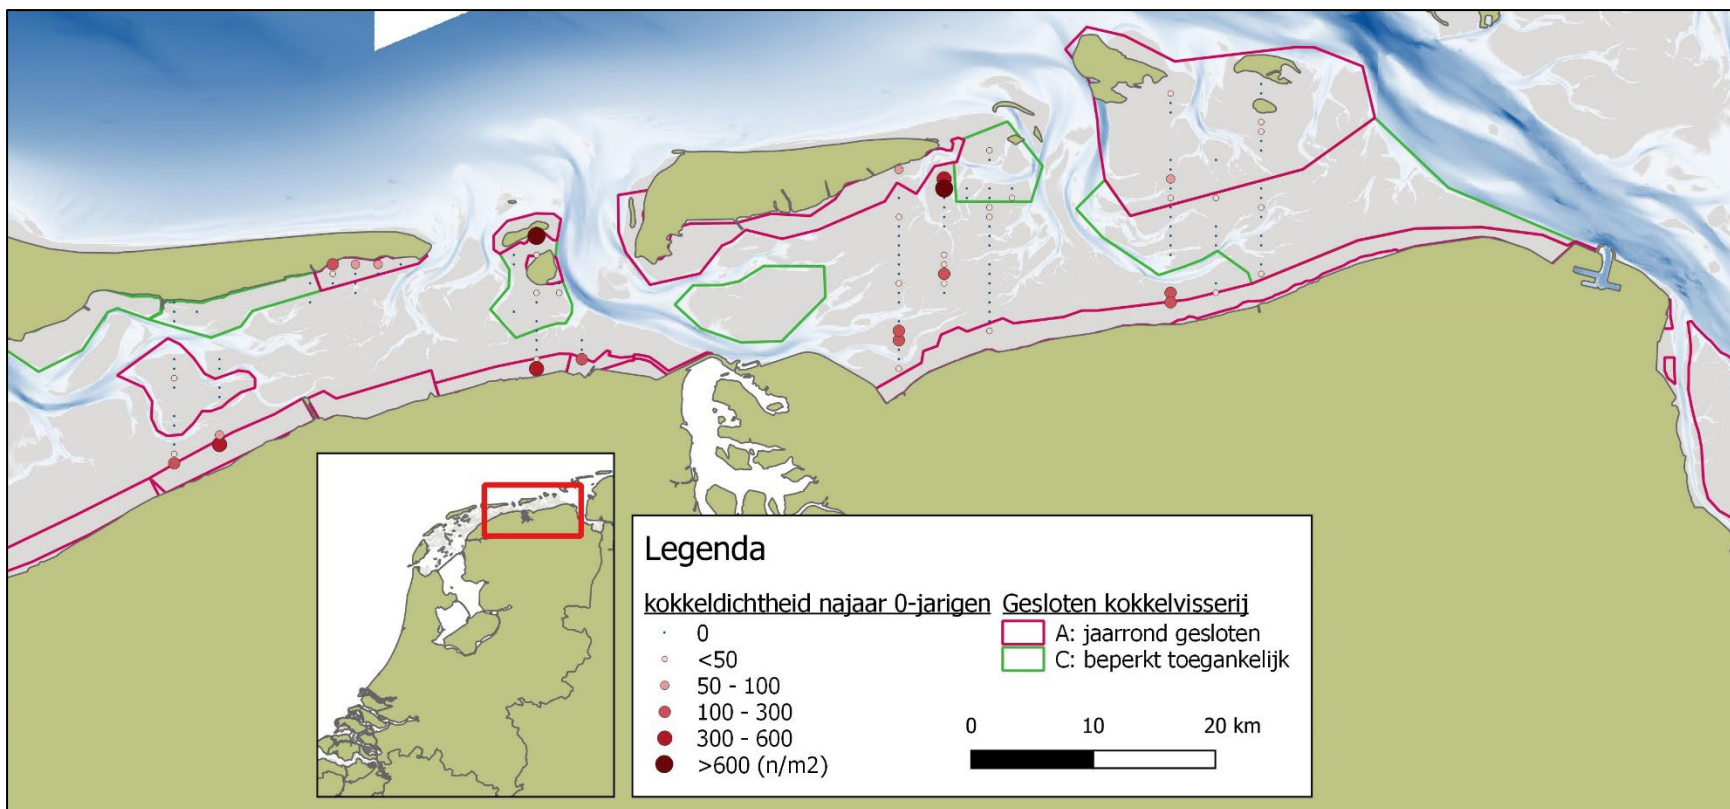 Legenda
kokkeldichtheid najaar 0-jarigen
0
<50
50 - 100
100 - 300
300 - 600
>600 (n/m2)
Gesloten kokkelvisserij
A: jaarrond gesloten
C: beperkt toegankelijk
0 10 20 km